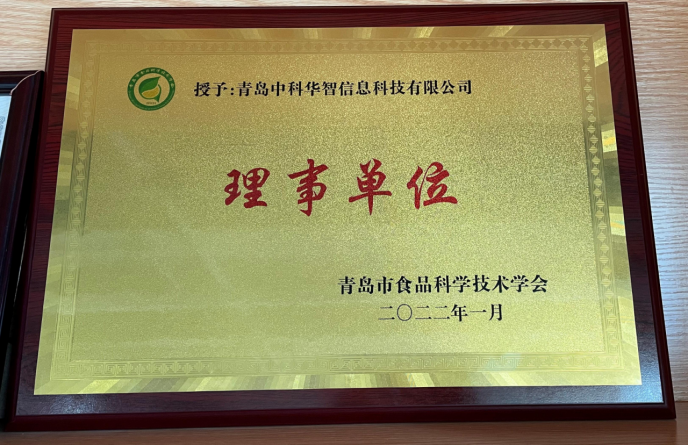 授予:青岛中科华智信息科技有限公司
理事单位
青岛市食品科学技术学会
二〇二二年一月